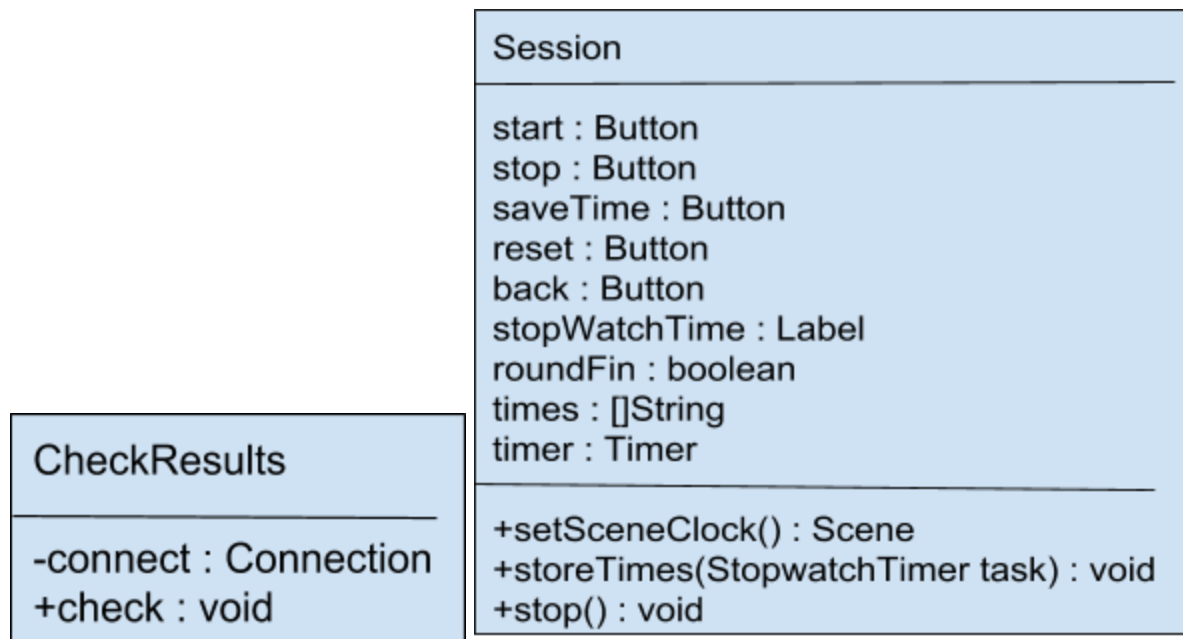 CheckResults
-connect : Connection
+check : void
Session
start : Button
stop : Button
saveTime : Button
reset : Button
back : Button
stopWatchTime : Label
roundFin : boolean
times : []String
timer : Timer
+setSceneClock() : Scene
+storeTimes(StopwatchTimer task) : void
+stop() : void